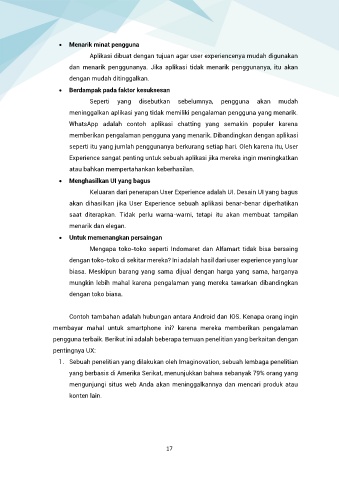 • Menarik minat pengguna
Aplikasi dibuat dengan tujuan agar user experiencenya mudah digunakan
dan menarik penggunanya. Jika aplikasi tidak menarik penggunanya, itu akan
dengan mudah ditinggalkan.
• Berdampak pada faktor kesuksesan
Seperti yang disebutkan sebelumnya, pengguna akan mudah
meninggalkan aplikasi yang tidak memiliki pengalaman pengguna yang menarik.
WhatsApp adalah contoh aplikasi chatting yang semakin populer karena
memberikan pengalaman pengguna yang menarik. Dibandingkan dengan aplikasi
seperti itu yang jumlah penggunanya berkurang setiap hari. Oleh karena itu, User
Experience sangat penting untuk sebuah aplikasi jika mereka ingin meningkatkan
atau bahkan mempertahankan keberhasilan.
• Menghasilkan UI yang bagus
Keluaran dari penerapan User Experience adalah UI. Desain UI yang bagus
akan dihasilkan jika User Experience sebuah aplikasi benar-benar diperhatikan
saat diterapkan. Tidak perlu warna-warni, tetapi itu akan membuat tampilan
menarik dan elegan.
• Untuk memenangkan persaingan
Mengapa toko-toko seperti Indomaret dan Alfamart tidak bisa bersaing
dengan toko-toko di sekitar mereka? Ini adalah hasil dari user experience yang luar
biasa. Meskipun barang yang sama dijual dengan harga yang sama, harganya
mungkin lebih mahal karena pengalaman yang mereka tawarkan dibandingkan
dengan toko biasa.
Contoh tambahan adalah hubungan antara Android dan IOS. Kenapa orang ingin
membayar mahal untuk smartphone ini? karena mereka memberikan pengalaman
pengguna terbaik. Berikut ini adalah beberapa temuan penelitian yang berkaitan dengan
pentingnya UX:
1. Sebuah penelitian yang dilakukan oleh Imaginovation, sebuah lembaga penelitian
yang berbasis di Amerika Serikat, menunjukkan bahwa sebanyak 79% orang yang
mengunjungi situs web Anda akan meninggalkannya dan mencari produk atau
konten lain.
17